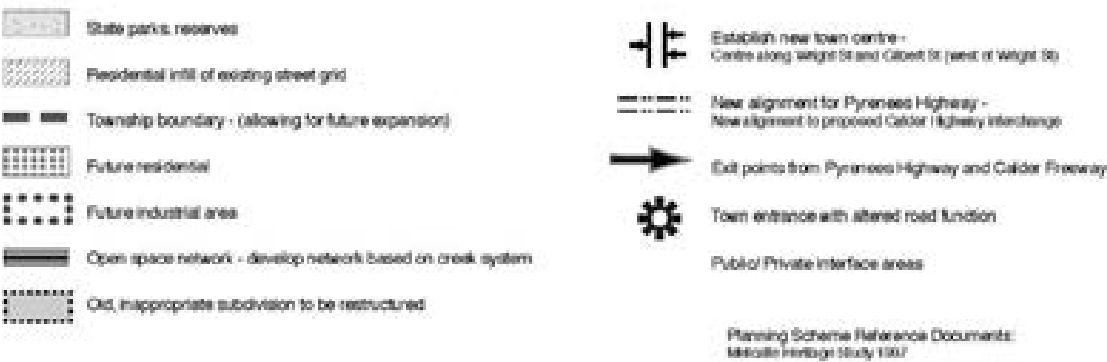 State parks, reserves
Residential infill of existing street grid
Township boundary - (allowing for future expansion)
Future residential
Future industrial area
Open space network - develop network based on creek system
Old, inappropriate subdivision to be restructured
Establish new town centre -
Centre along Wright St and Gilbert St (west of Wright St)
New alignment for Pyrenees Highway -
New alignment to proposed Calder Highway interchange
Exit points from Pyrenees Highway and Calder Freeway
Town entrance with altered road function
Public/ Private interface areas
Planning Scheme Reference Documents:
Metcalfe Heritage Study 1997